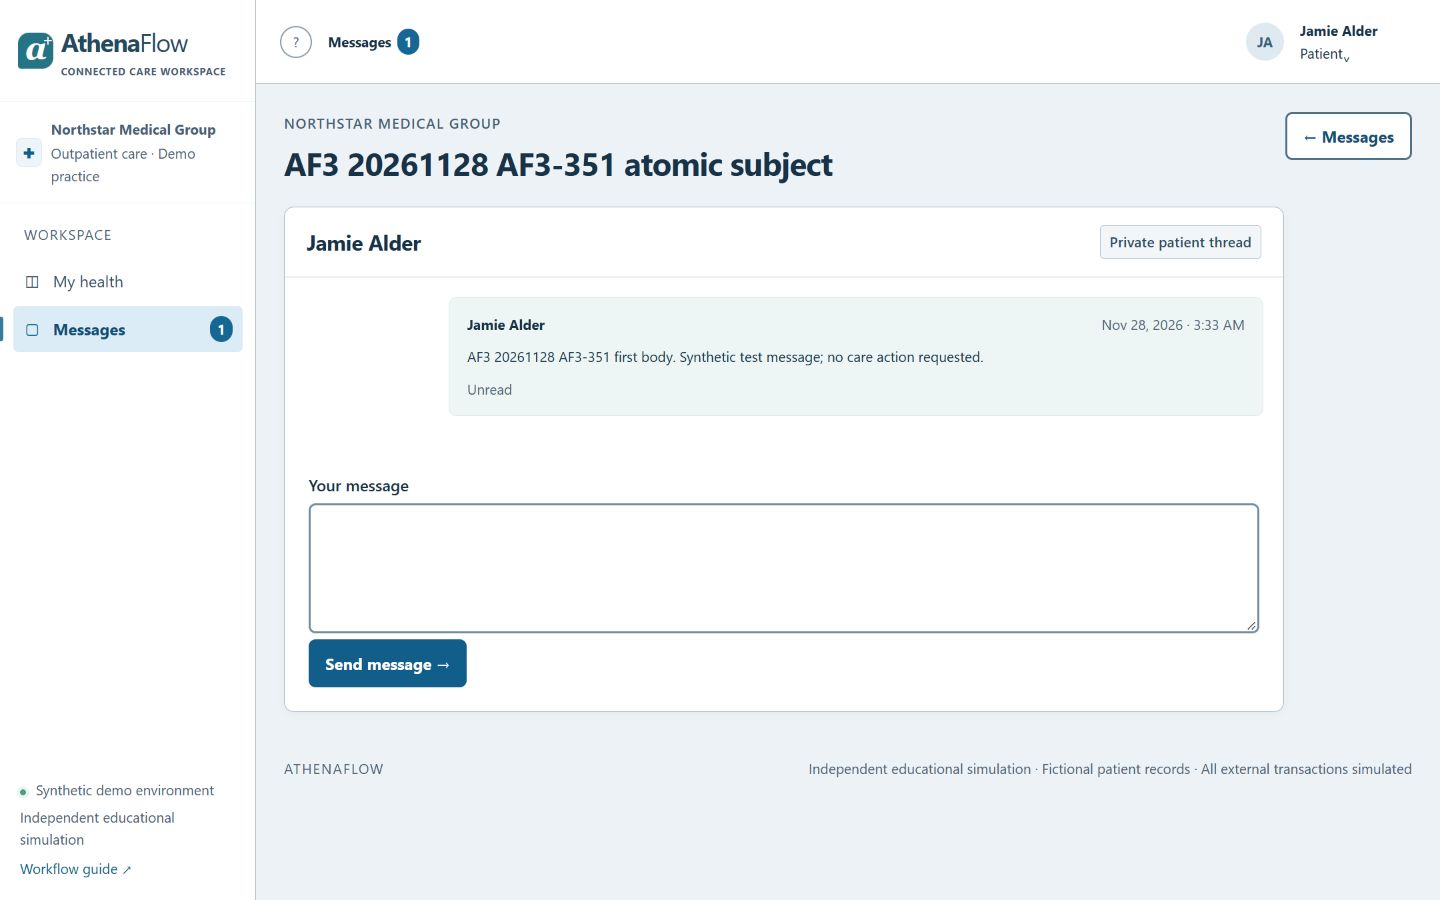 AthenaFlow
CONNECTED CARE WORKSPACE
Northstar Medical Group
Outpatient care · Demo
practice
WORKSPACE
My health
Messages 1
Synthetic demo environment
Independent educational
simulation
Workflow guide ↗
? Messages 1
JA Jamie Alder
Patient
NORTHSTAR MEDICAL GROUP
AF3 20261128 AF3-351 atomic subject
← Messages
Jamie Alder
Private patient thread
Jamie Alder Nov 28, 2026 · 3:33 AM
AF3 20261128 AF3-351 first body. Synthetic test message; no care action requested.
Unread
Your message
Send message →
ATHENAFLOW
Independent educational simulation · Fictional patient records · All external transactions simulated